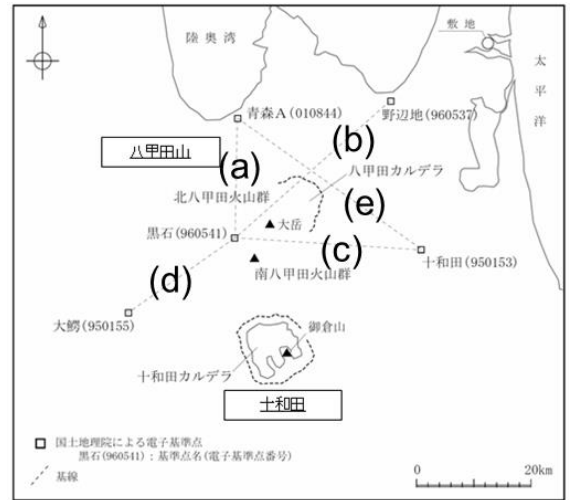 陸奥湾
敷地
太平洋
青森A(010844)
野辺地(960537)
八甲田山
(a)
(b)
八甲田カルデラ
北八甲田火山群
(e)
大岳
黒石(960541)
(c)
十和田(950153)
南八甲田火山群
(d)
大鰐(950155)
御倉山
十和田カルデラ
十和田
国土地理院による電子基準点
黒石(960541)：基準点名(電子基準点番号)
基線
0 20km